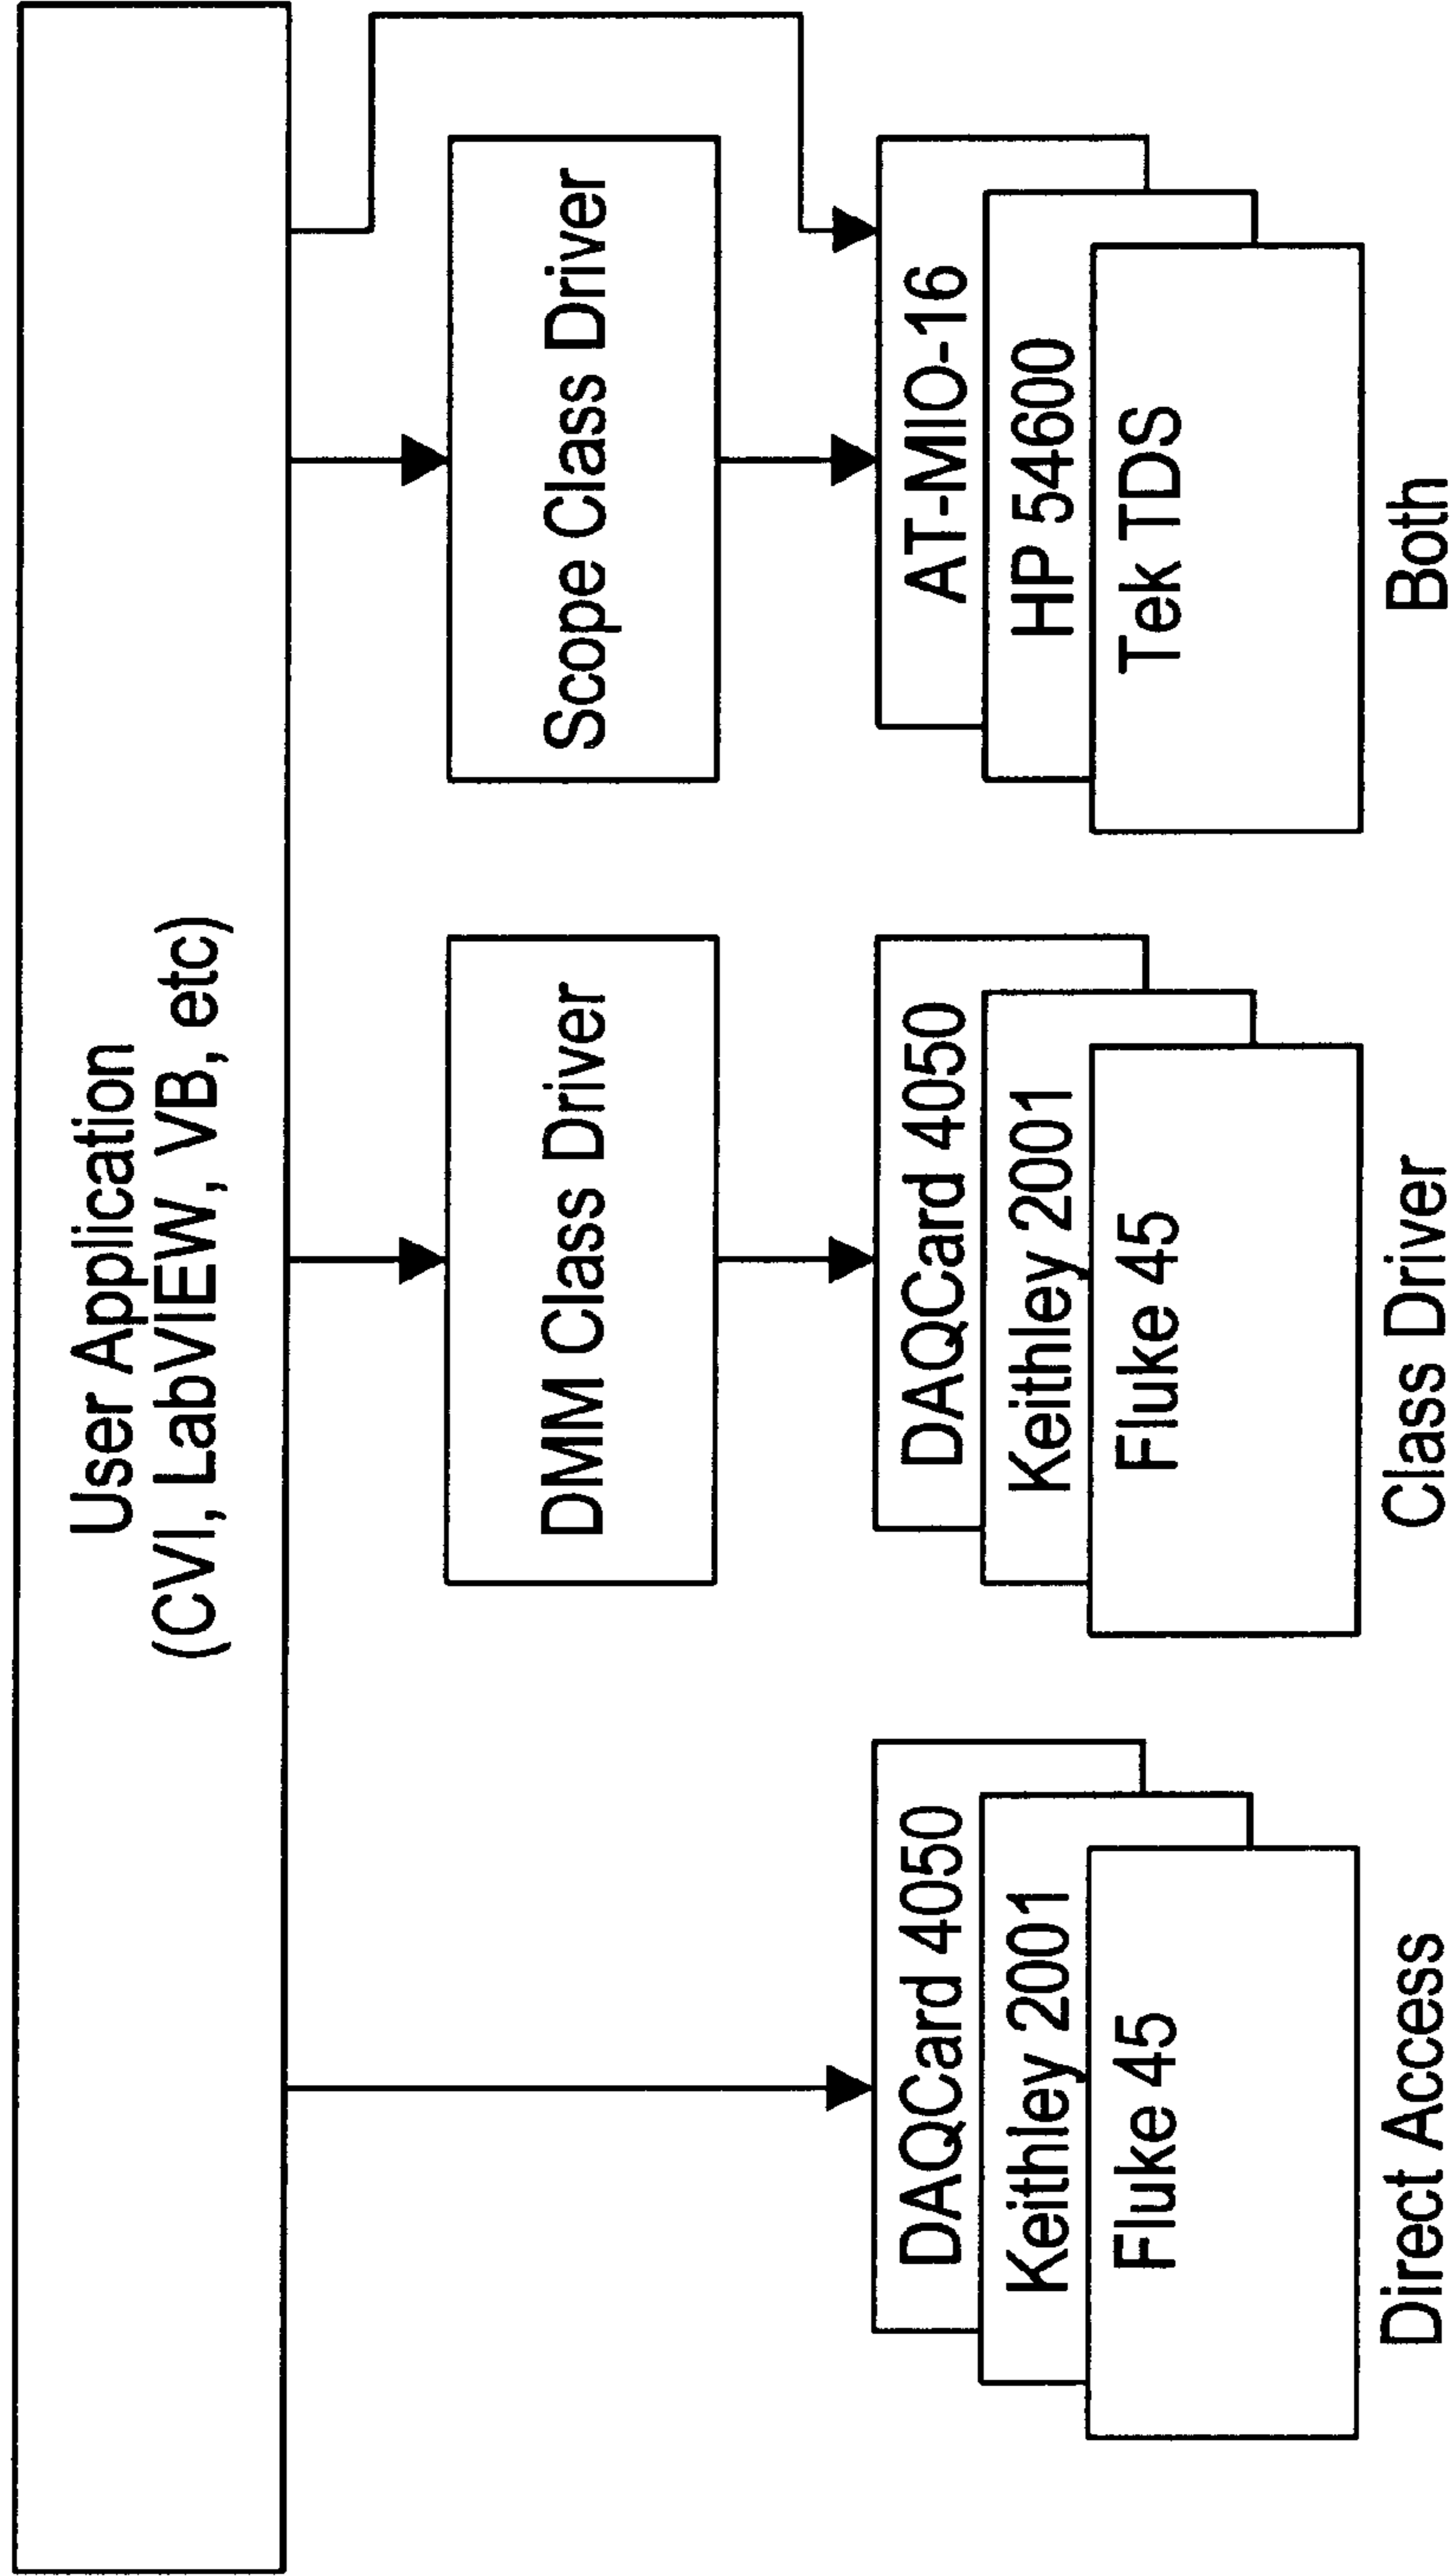 User Application
(CVI, LabVIEW, VB, etc)
DMM Class Driver
Scope Class Driver
DAQCard 4050
Keithley 2001
Fluke 45
DAQCard 4050
Keithley 2001
Fluke 45
AT-MIO-16
HP 54600
Tek TDS
Direct Access
Class Driver
Both